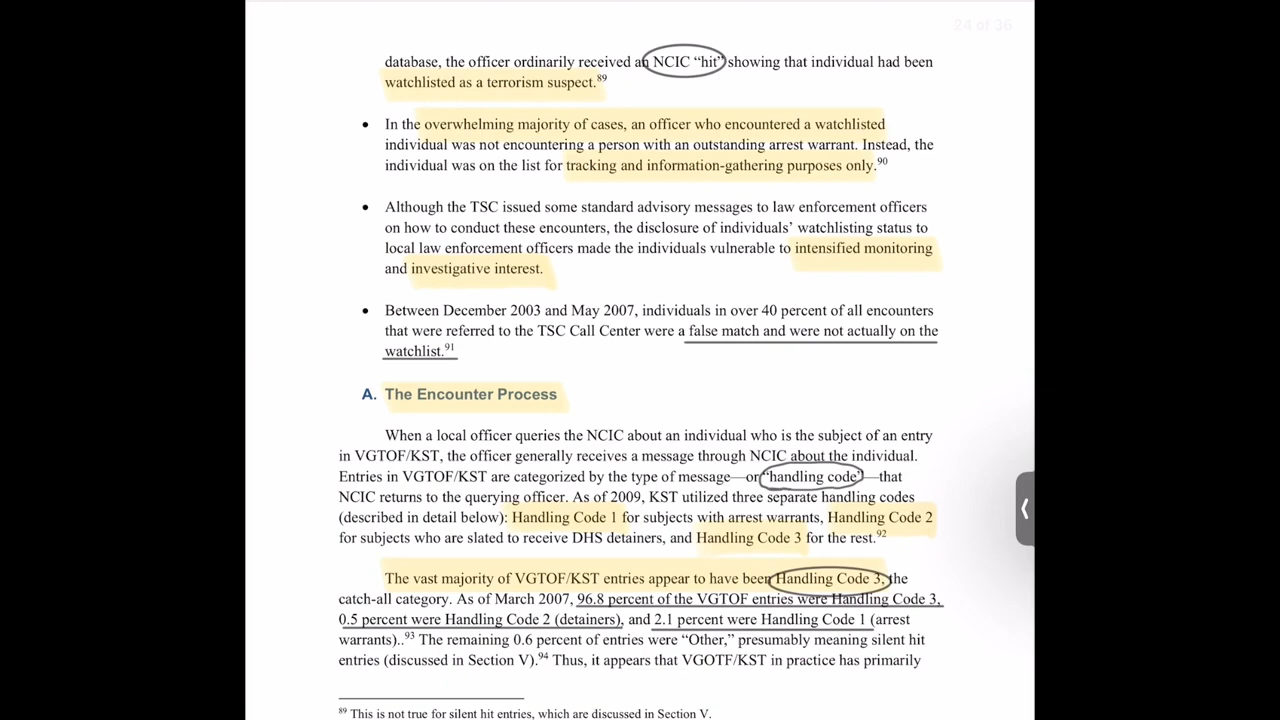 24 of 36
database, the officer ordinarily received an NCIC “hit” showing that individual had been
watchlisted as a terrorism suspect.89
• In the overwhelming majority of cases, an officer who encountered a watchlisted
individual was not encountering a person with an outstanding arrest warrant. Instead, the
individual was on the list for tracking and information-gathering purposes only.90
• Although the TSC issued some standard advisory messages to law enforcement officers
on how to conduct these encounters, the disclosure of individuals’ watchlisting status to
local law enforcement officers made the individuals vulnerable to intensified monitoring
and investigative interest.
• Between December 2003 and May 2007, individuals in over 40 percent of all encounters
that were referred to the TSC Call Center were a false match and were not actually on the
watchlist.91
A. The Encounter Process
When a local officer queries the NCIC about an individual who is the subject of an entry
in VGTOF/KST, the officer generally receives a message through NCIC about the individual.
Entries in VGTOF/KST are categorized by the type of message—or “handling code”—that
NCIC returns to the querying officer. As of 2009, KST utilized three separate handling codes
(described in detail below): Handling Code 1 for subjects with arrest warrants, Handling Code 2
for subjects who are slated to receive DHS detainers, and Handling Code 3 for the rest.92
The vast majority of VGTOF/KST entries appear to have been Handling Code 3, the
catch-all category. As of March 2007, 96.8 percent of the VGTOF entries were Handling Code 3,
0.5 percent were Handling Code 2 (detainers), and 2.1 percent were Handling Code 1 (arrest
warrants)..93 The remaining 0.6 percent of entries were “Other,” presumably meaning silent hit
entries (discussed in Section V).94 Thus, it appears that VGOTF/KST in practice has primarily
89 This is not true for silent hit entries, which are discussed in Section V.